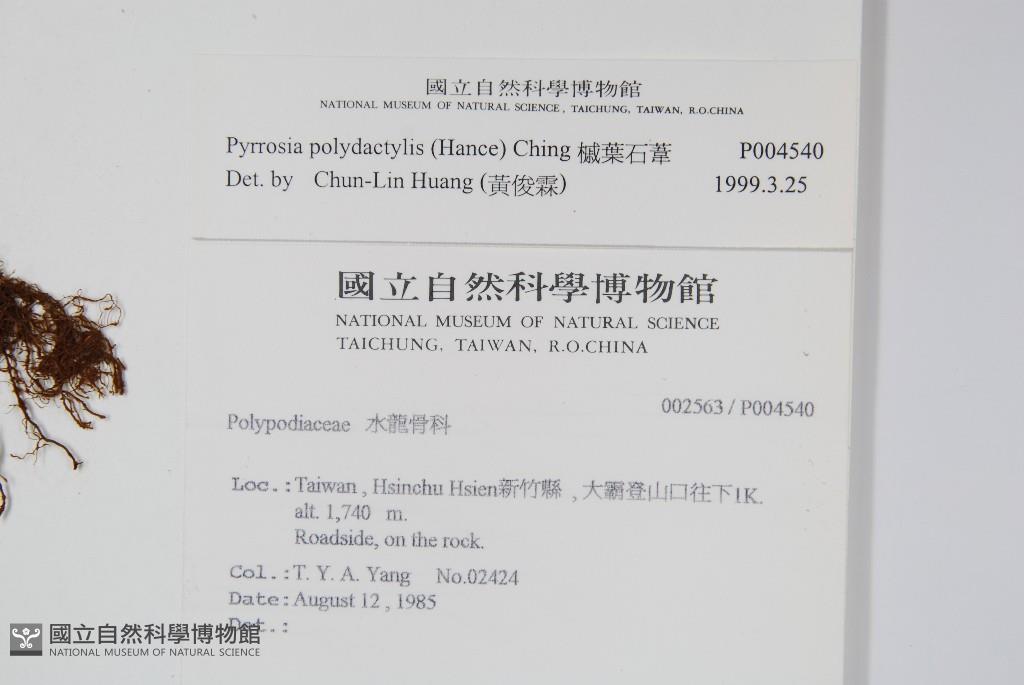 國立自然科學博物館
NATIONAL MUSEUM OF NATURAL SCIENCE, TAICHUNG, TAIWAN, R.O.CHINA
Pyrrosia polydactylis (Hance) Ching 槭葉石葦 P004540
Det. by Chun-Lin Huang (黃俊霖) 1999.3.25
國立自然科學博物館
NATIONAL MUSEUM OF NATURAL SCIENCE
TAICHUNG, TAIWAN, R.O.CHINA
002563 / P004540
Polypodiaceae 水龍骨科
Loc.: Taiwan, Hsinchu Hsien新竹縣, 大霸登山口往下1K.
alt. 1,740 m.
Roadside, on the rock.
Col.: T. Y. A. Yang No.02424
Date: August 12, 1985
Det.:
國立自然科學博物館
NATIONAL MUSEUM OF NATURAL SCIENCE